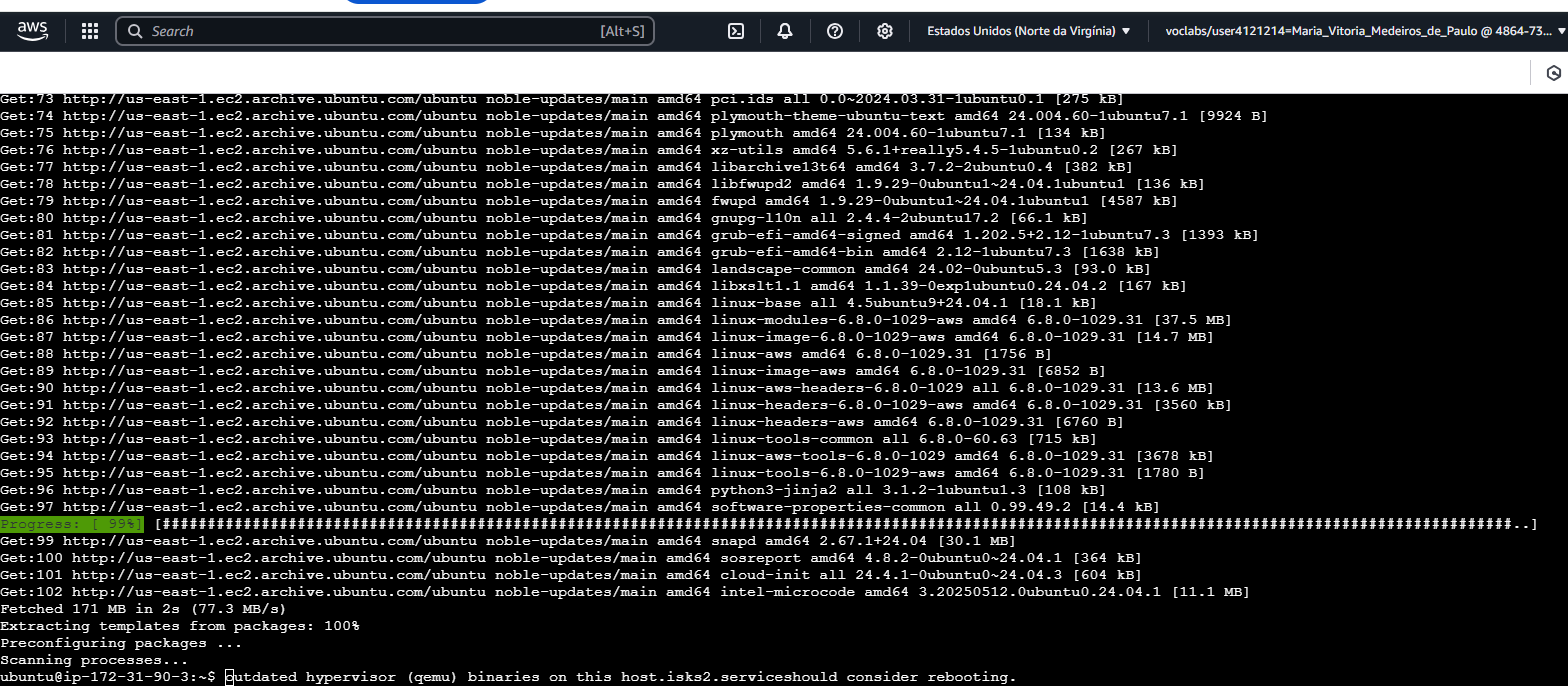 aws
Search
[Alt+S]
Estados Unidos (Norte da Virgínia) ▼
voclabs/user4121214=Maria_Vitoria_Medeiros_de_Paulo @ 4864-73... ▼
Get:73 http://us-east-1.ec2.archive.ubuntu.com/ubuntu noble-updates/main amd64 pci.ids all 0.0~2024.03.31-1ubuntu0.1 [275 kB]
Get:74 http://us-east-1.ec2.archive.ubuntu.com/ubuntu noble-updates/main amd64 plymouth-theme-ubuntu-text amd64 24.004.60-1ubuntu7.1 [9924 B]
Get:75 http://us-east-1.ec2.archive.ubuntu.com/ubuntu noble-updates/main amd64 plymouth amd64 24.004.60-1ubuntu7.1 [134 kB]
Get:76 http://us-east-1.ec2.archive.ubuntu.com/ubuntu noble-updates/main amd64 xz-utils amd64 5.6.1+really5.4.5-1ubuntu0.2 [267 kB]
Get:77 http://us-east-1.ec2.archive.ubuntu.com/ubuntu noble-updates/main amd64 libarchive13t64 amd64 3.7.2-2ubuntu0.4 [382 kB]
Get:78 http://us-east-1.ec2.archive.ubuntu.com/ubuntu noble-updates/main amd64 libfwupd2 amd64 1.9.29-0ubuntu1~24.04.1ubuntu1 [136 kB]
Get:79 http://us-east-1.ec2.archive.ubuntu.com/ubuntu noble-updates/main amd64 fwupd amd64 1.9.29-0ubuntu1~24.04.1ubuntu1 [4587 kB]
Get:80 http://us-east-1.ec2.archive.ubuntu.com/ubuntu noble-updates/main amd64 gnupg-l10n all 2.4.4-2ubuntu17.2 [66.1 kB]
Get:81 http://us-east-1.ec2.archive.ubuntu.com/ubuntu noble-updates/main amd64 grub-efi-amd64-signed amd64 1.202.5+2.12-1ubuntu7.3 [1393 kB]
Get:82 http://us-east-1.ec2.archive.ubuntu.com/ubuntu noble-updates/main amd64 grub-efi-amd64-bin amd64 2.12-1ubuntu7.3 [1638 kB]
Get:83 http://us-east-1.ec2.archive.ubuntu.com/ubuntu noble-updates/main amd64 landscape-common amd64 24.02-0ubuntu5.3 [93.0 kB]
Get:84 http://us-east-1.ec2.archive.ubuntu.com/ubuntu noble-updates/main amd64 libxslt1.1 amd64 1.1.39-0exp1ubuntu0.24.04.2 [167 kB]
Get:85 http://us-east-1.ec2.archive.ubuntu.com/ubuntu noble-updates/main amd64 linux-base all 4.5ubuntu9+24.04.1 [18.1 kB]
Get:86 http://us-east-1.ec2.archive.ubuntu.com/ubuntu noble-updates/main amd64 linux-modules-6.8.0-1029-aws amd64 6.8.0-1029.31 [37.5 MB]
Get:87 http://us-east-1.ec2.archive.ubuntu.com/ubuntu noble-updates/main amd64 linux-image-6.8.0-1029-aws amd64 6.8.0-1029.31 [14.7 MB]
Get:88 http://us-east-1.ec2.archive.ubuntu.com/ubuntu noble-updates/main amd64 linux-aws amd64 6.8.0-1029.31 [1756 B]
Get:89 http://us-east-1.ec2.archive.ubuntu.com/ubuntu noble-updates/main amd64 linux-image-aws amd64 6.8.0-1029.31 [6852 B]
Get:90 http://us-east-1.ec2.archive.ubuntu.com/ubuntu noble-updates/main amd64 linux-aws-headers-6.8.0-1029 all 6.8.0-1029.31 [13.6 MB]
Get:91 http://us-east-1.ec2.archive.ubuntu.com/ubuntu noble-updates/main amd64 linux-headers-6.8.0-1029-aws amd64 6.8.0-1029.31 [3560 kB]
Get:92 http://us-east-1.ec2.archive.ubuntu.com/ubuntu noble-updates/main amd64 linux-headers-aws amd64 6.8.0-1029.31 [6760 B]
Get:93 http://us-east-1.ec2.archive.ubuntu.com/ubuntu noble-updates/main amd64 linux-tools-common all 6.8.0-60.63 [715 kB]
Get:94 http://us-east-1.ec2.archive.ubuntu.com/ubuntu noble-updates/main amd64 linux-aws-tools-6.8.0-1029 amd64 6.8.0-1029.31 [3678 kB]
Get:95 http://us-east-1.ec2.archive.ubuntu.com/ubuntu noble-updates/main amd64 linux-tools-6.8.0-1029-aws amd64 6.8.0-1029.31 [1780 B]
Get:96 http://us-east-1.ec2.archive.ubuntu.com/ubuntu noble-updates/main amd64 python3-jinja2 all 3.1.2-1ubuntu1.3 [108 kB]
Get:97 http://us-east-1.ec2.archive.ubuntu.com/ubuntu noble-updates/main amd64 software-properties-common all 0.99.49.2 [14.4 kB]
Progress: [ 99%] [######################################################################################################################################################..]
Get:99 http://us-east-1.ec2.archive.ubuntu.com/ubuntu noble-updates/main amd64 snapd amd64 2.67.1+24.04 [30.1 MB]
Get:100 http://us-east-1.ec2.archive.ubuntu.com/ubuntu noble-updates/main amd64 sosreport amd64 4.8.2-0ubuntu0~24.04.1 [364 kB]
Get:101 http://us-east-1.ec2.archive.ubuntu.com/ubuntu noble-updates/main amd64 cloud-init all 24.4.1-0ubuntu0~24.04.3 [604 kB]
Get:102 http://us-east-1.ec2.archive.ubuntu.com/ubuntu noble-updates/main amd64 intel-microcode amd64 3.20250512.0ubuntu0.24.04.1 [11.1 MB]
Fetched 171 MB in 2s (77.3 MB/s)
Extracting templates from packages: 100%
Preconfiguring packages ...
Scanning processes...
ubuntu@ip-172-31-90-3:~$ outdated hypervisor (qemu) binaries on this host.isks2.serviceshould consider rebooting.